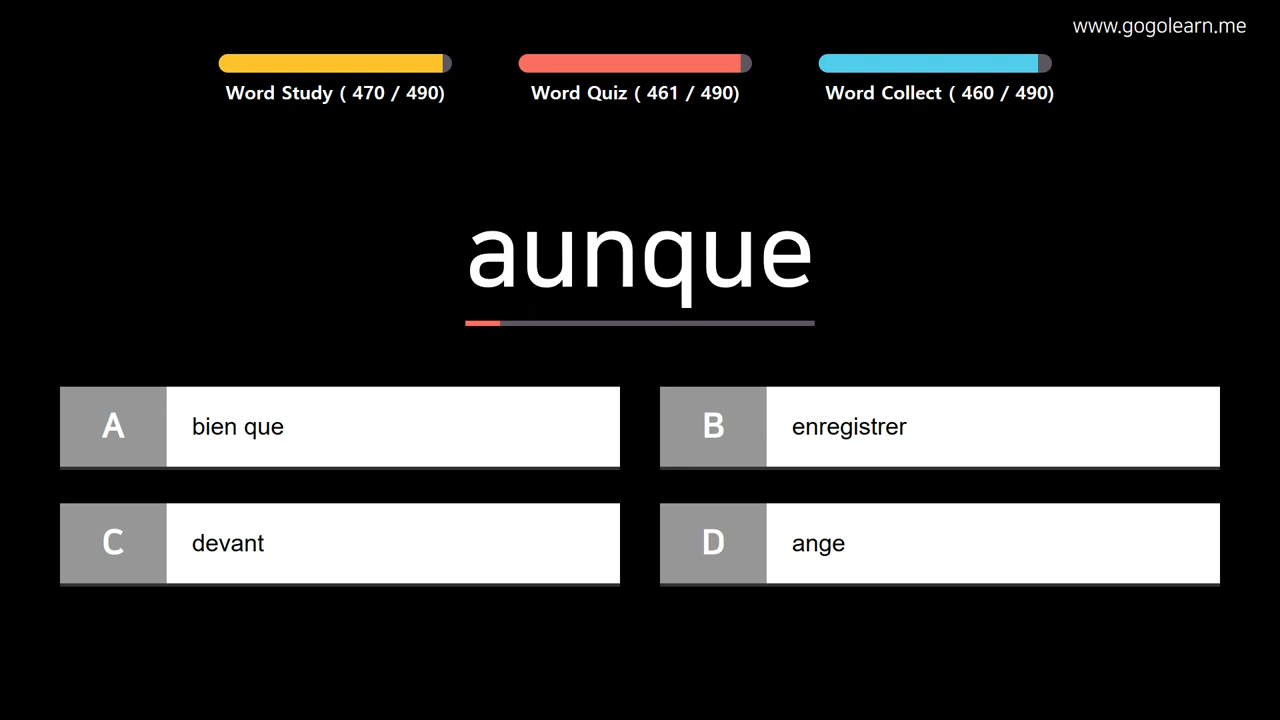 www.gogolearn.me
Word Study ( 470 / 490)
Word Quiz ( 461 / 490)
Word Collect ( 460 / 490)
aunque
A bien que
B enregistrer
C devant
D ange